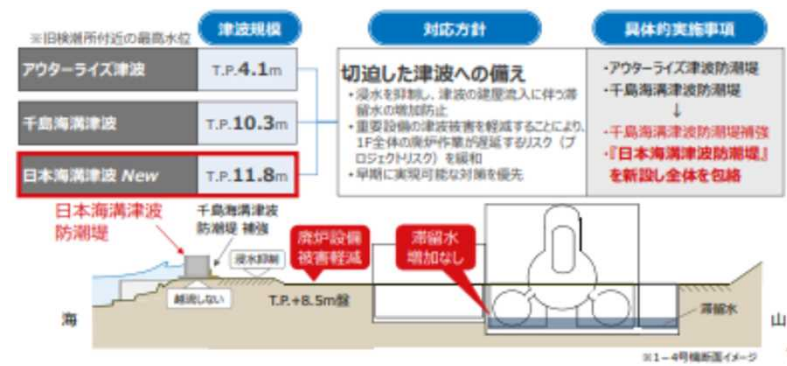 ※旧検潮所付近の最高水位
津波規模
対応方針
具体的実施事項
アウターライズ津波
T.P.4.1m
千島海溝津波
T.P.10.3m
日本海溝津波 New
T.P.11.8m
切迫した津波への備え
・浸水を抑制し、津波の建屋流入に伴う滞
留水の増加防止
・重要設備の津波被害を軽減することにより、
1F全体の廃炉作業が遅延するリスク（プ
ロジェクトリスク）を緩和
・早期に実現可能な対策を優先
・アウターライズ津波防潮堤
・千島海溝津波防潮堤
↓
・千島海溝津波防潮堤補強
・『日本海溝津波防潮堤』
を新設し全体を包絡
日本海溝津波
防潮堤
千島海溝津波
防潮堤 補強
浸水抑制
廃炉設備
被害軽減
滞留水
増加なし
越流しない
T.P.+8.5m盤
滞留水
海
山
※1－4号機断面イメージ